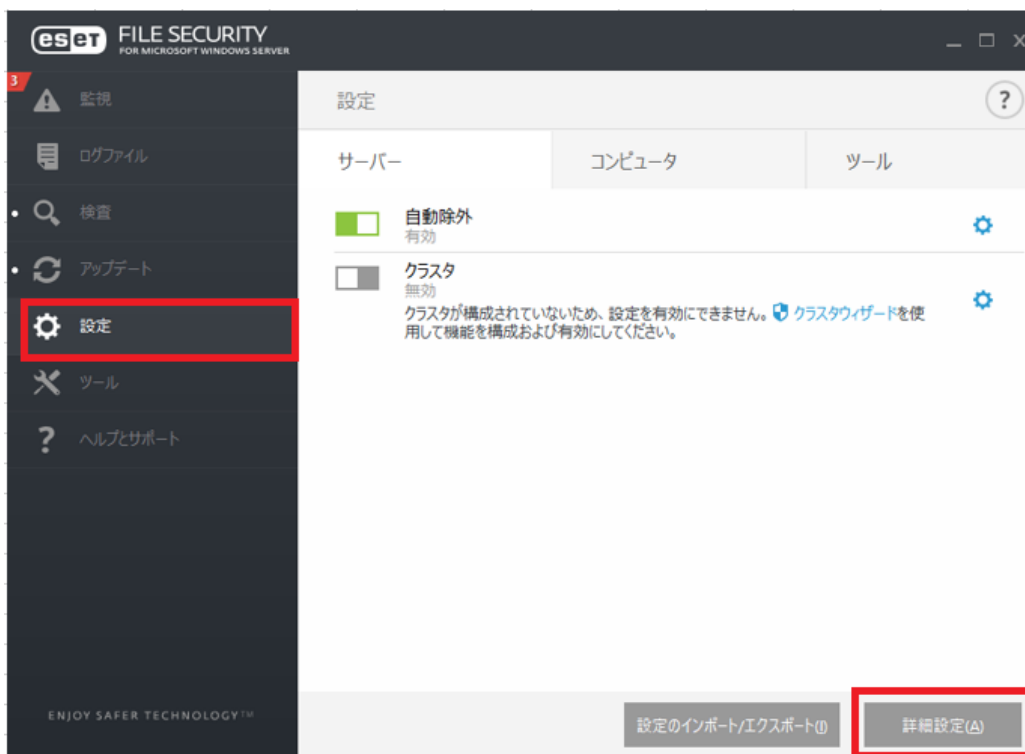 eset FILE SECURITY
FOR MICROSOFT WINDOWS SERVER
3
監視
ログファイル
検査
アップデート
設定
ツール
ヘルプとサポート
ENJOY SAFER TECHNOLOGY™
設定
?
サーバー
コンピュータ
ツール
自動除外
有効
クラスタ
無効
クラスタが構成されていないため、設定を有効にできません。 クラスタウィザードを使
用して機能を構成および有効にしてください。
設定のインポート/エクスポート(I)
詳細設定(A)